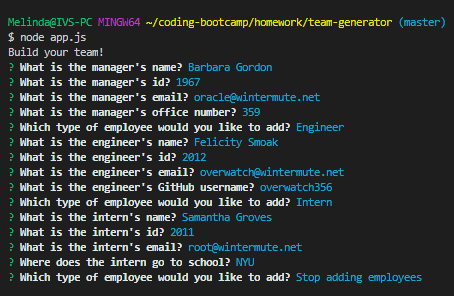 Melinda@IVS-PC MINGW64 ~/coding-bootcamp/homework/team-generator (master)
$ node app.js
Build your team!
? What is the manager's name? Barbara Gordon
? What is the manager's id? 1967
? What is the manager's email? oracle@wintermute.net
? What is the manager's office number? 359
? Which type of employee would you like to add? Engineer
? What is the engineer's name? Felicity Smoak
? What is the engineer's id? 2012
? What is the engineer's email? overwatch@wintermute.net
? What is the engineer's GitHub username? overwatch356
? Which type of employee would you like to add? Intern
? What is the intern's name? Samantha Groves
? What is the intern's id? 2011
? What is the intern's email? root@wintermute.net
? Where does the intern go to school? NYU
? Which type of employee would you like to add? Stop adding employees